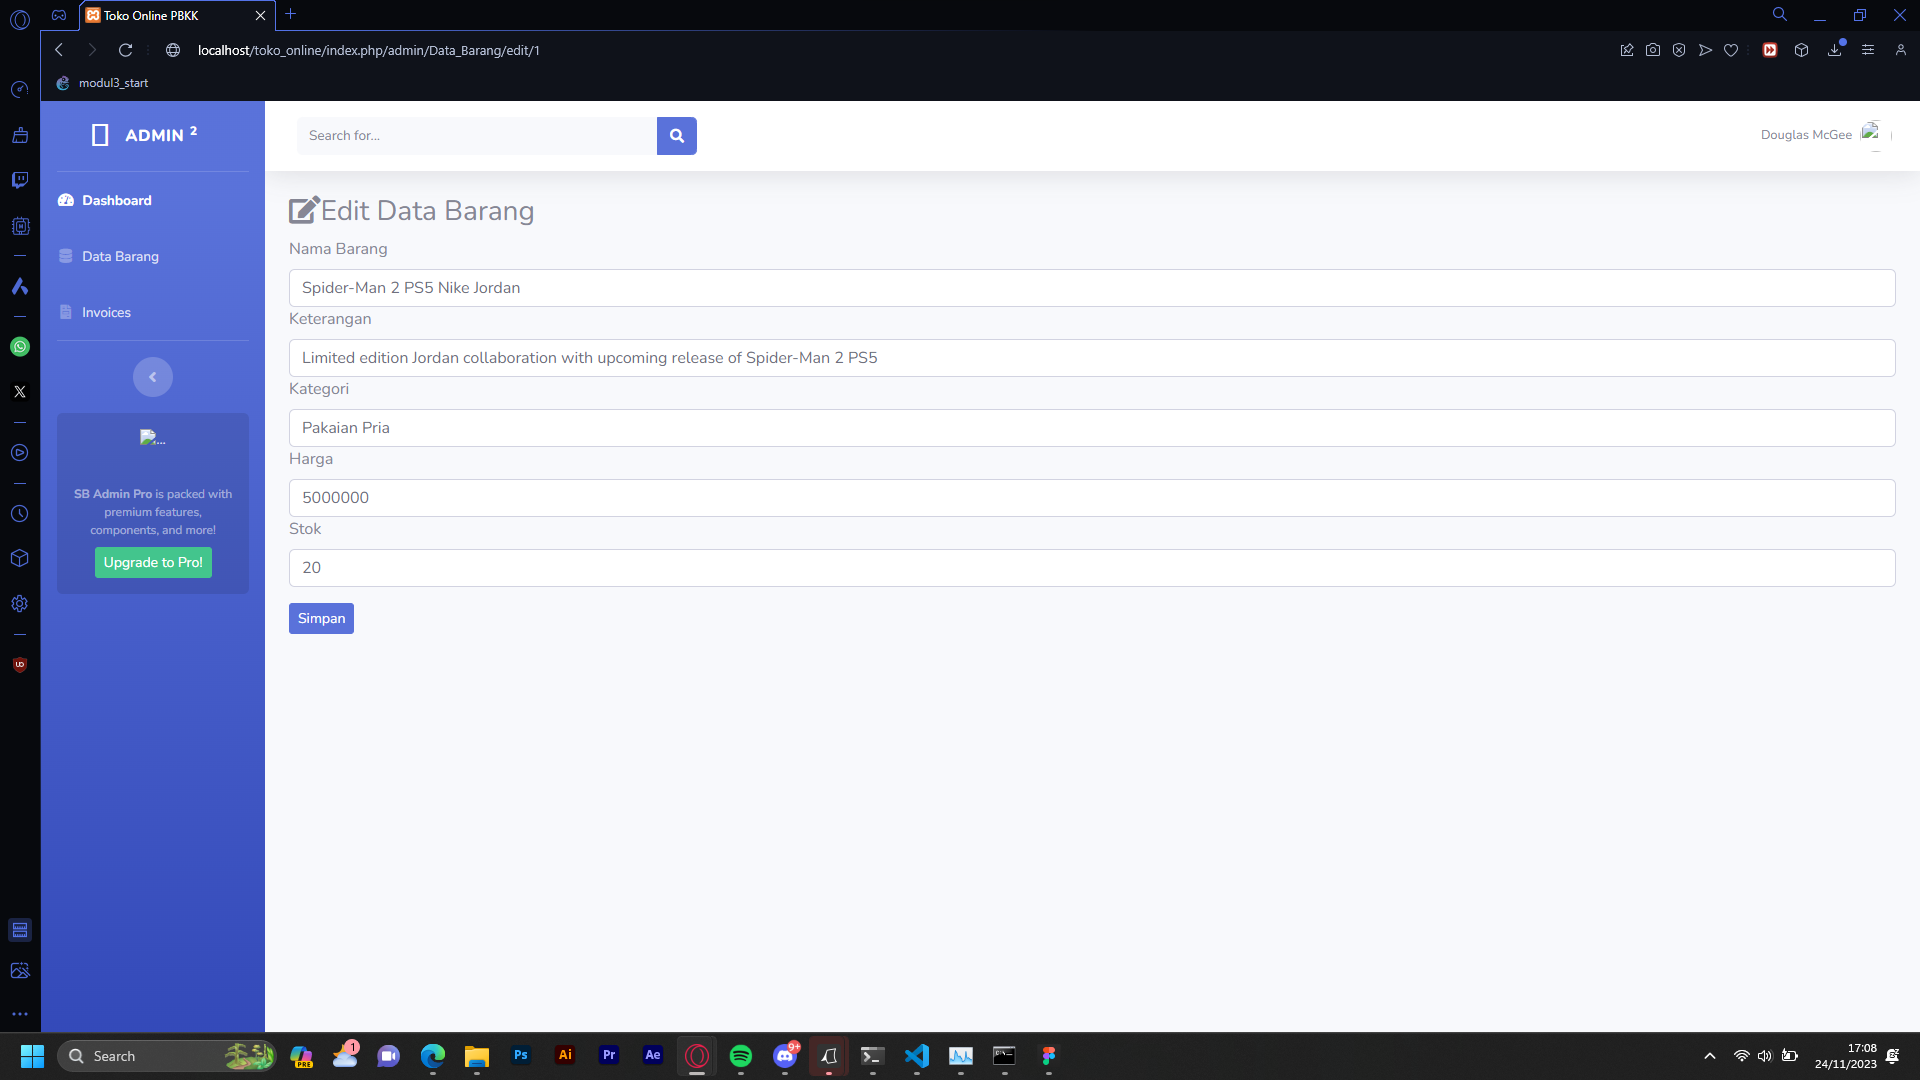 Toko Online PBKK
localhost/toko_online/index.php/admin/Data_Barang/edit/1
modul3_start
ADMIN 2
Search for...
Douglas McGee
Dashboard
Data Barang
Invoices
...
SB Admin Pro is packed with
premium features,
components, and more!
Upgrade to Pro!
Edit Data Barang
Nama Barang
Spider-Man 2 PS5 Nike Jordan
Keterangan
Limited edition Jordan collaboration with upcoming release of Spider-Man 2 PS5
Kategori
Pakaian Pria
Harga
5000000
Stok
20
Simpan
Search
PRE
1
Ps
Ai
Pr
Ae
9+
17:08
24/11/2023